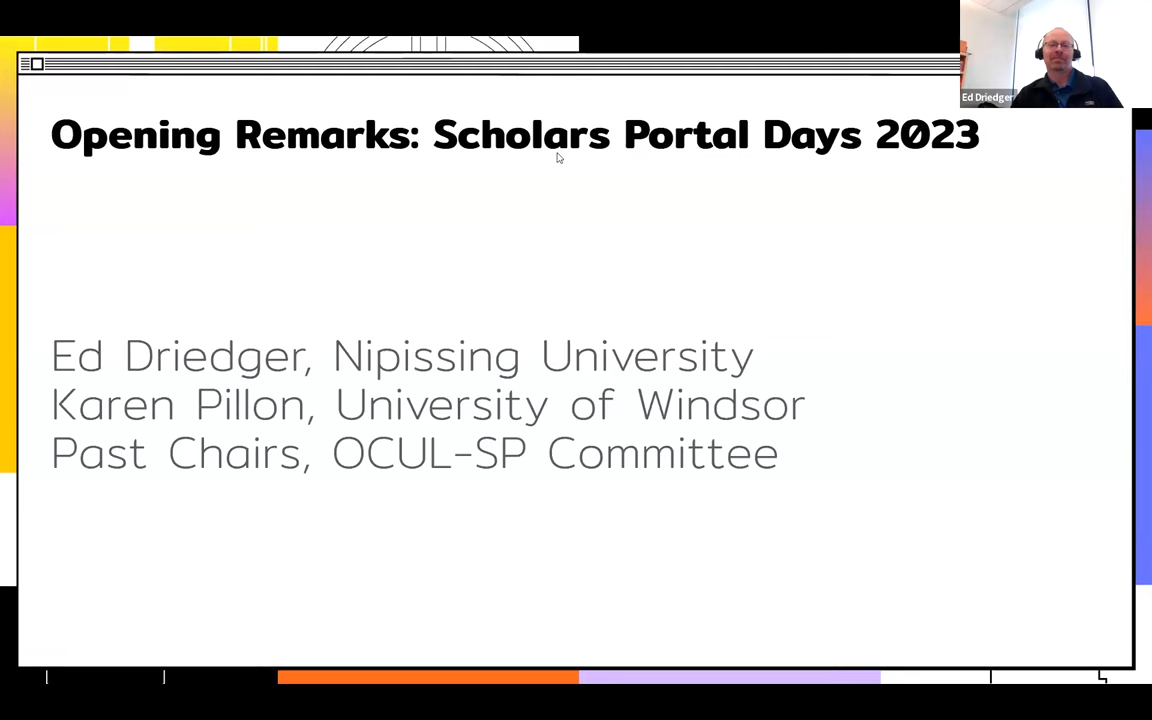 Ed Driedger
Opening Remarks: Scholars Portal Days 2023
Ed Driedger, Nipissing University
Karen Pillon, University of Windsor
Past Chairs, OCUL-SP Committee